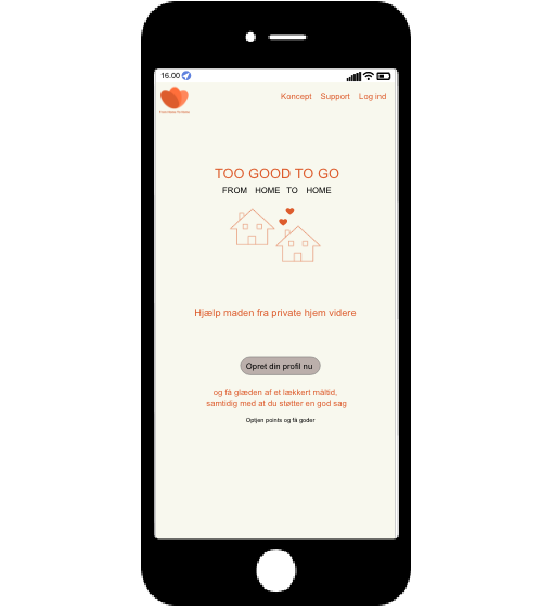 16.00
Koncept Support Log ind
TOO GOOD TO GO
FROM HOME TO HOME
Hjælp maden fra private hjem videre
Opret din profil nu
og få glæden af et lækkert måltid,
samtidig med at du støtter en god sag
Optjen points og få goder